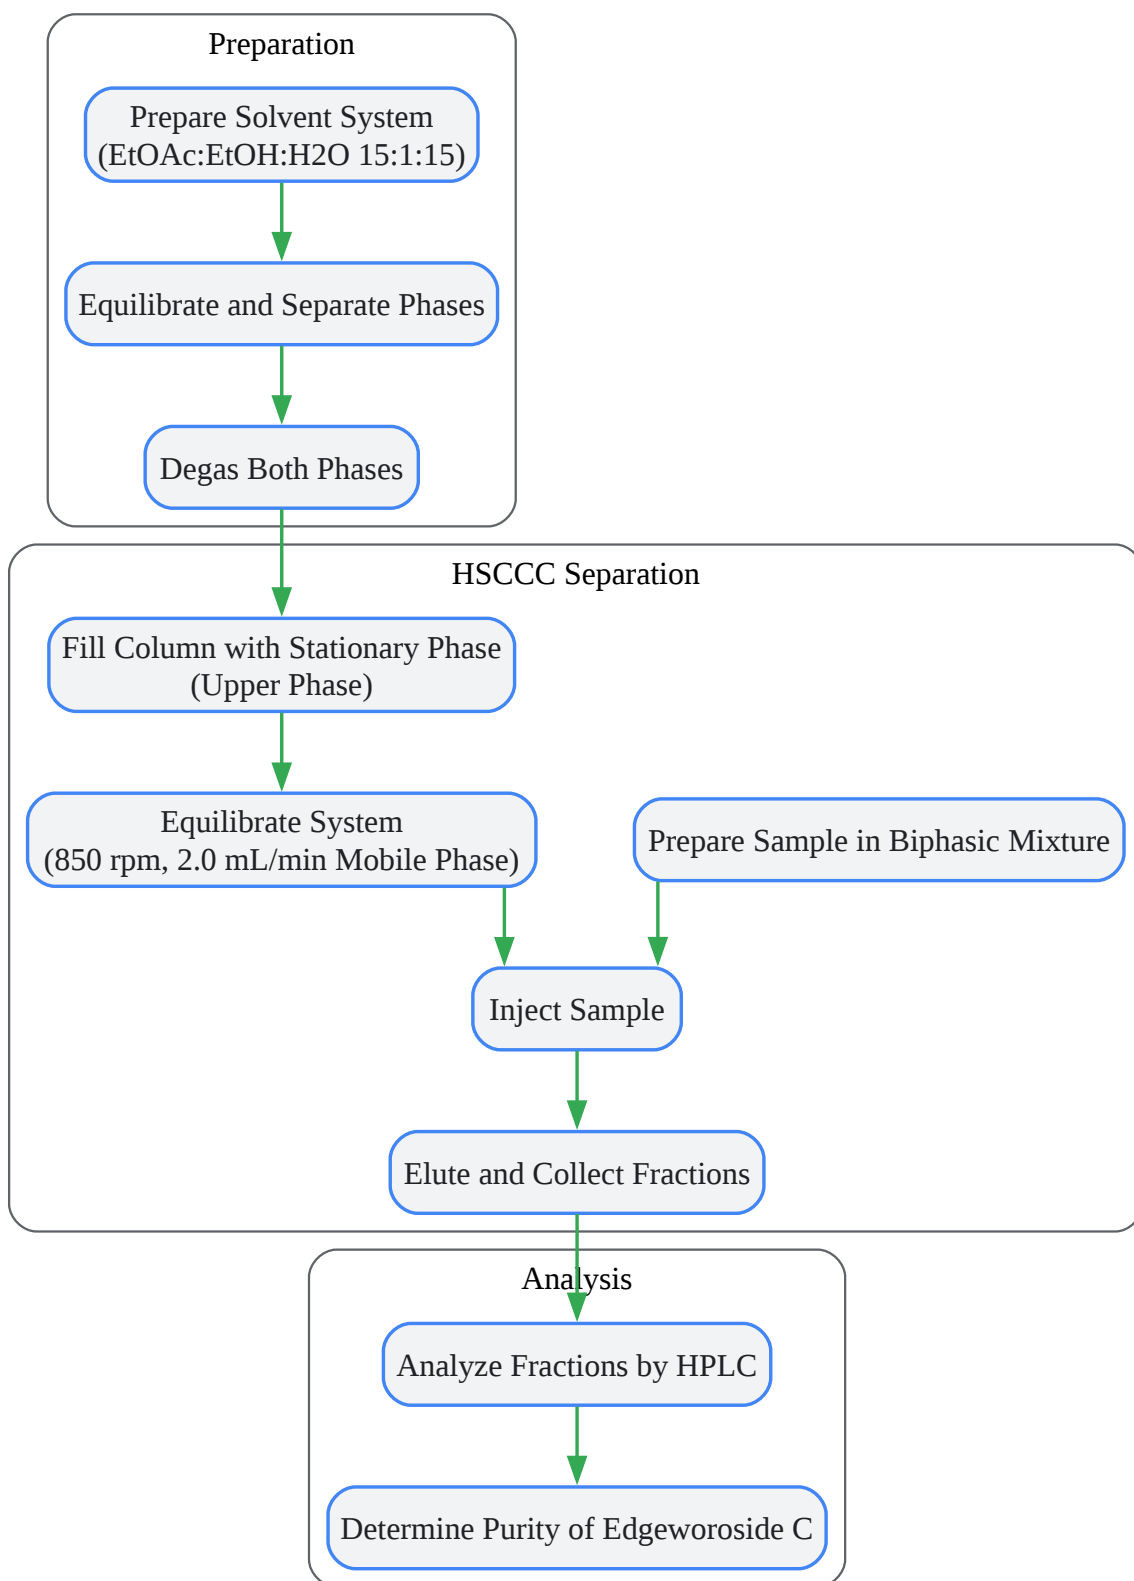 Preparation
Prepare Solvent System
(EtOAc:EtOH:H2O 15:1:15)
Equilibrate and Separate Phases
Degas Both Phases
HSCCC Separation
Fill Column with Stationary Phase
(Upper Phase)
Equilibrate System
(850 rpm, 2.0 mL/min Mobile Phase)
Prepare Sample in Biphasic Mixture
Inject Sample
Elute and Collect Fractions
Analysis
Analyze Fractions by HPLC
Determine Purity of Edgeworoside C